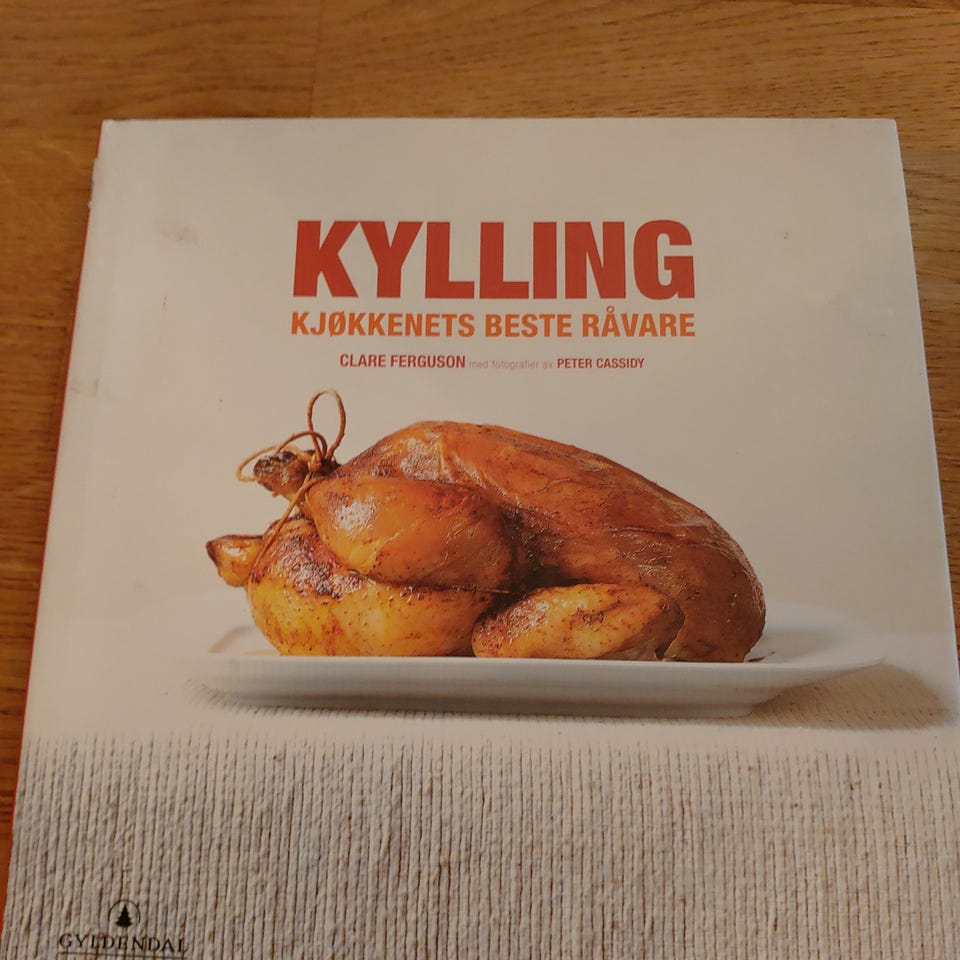 KYLLING
KJØKKENETS BESTE RÅVARE
CLARE FERGUSON med fotografier av PETER CASSIDY
GYLDENDAL